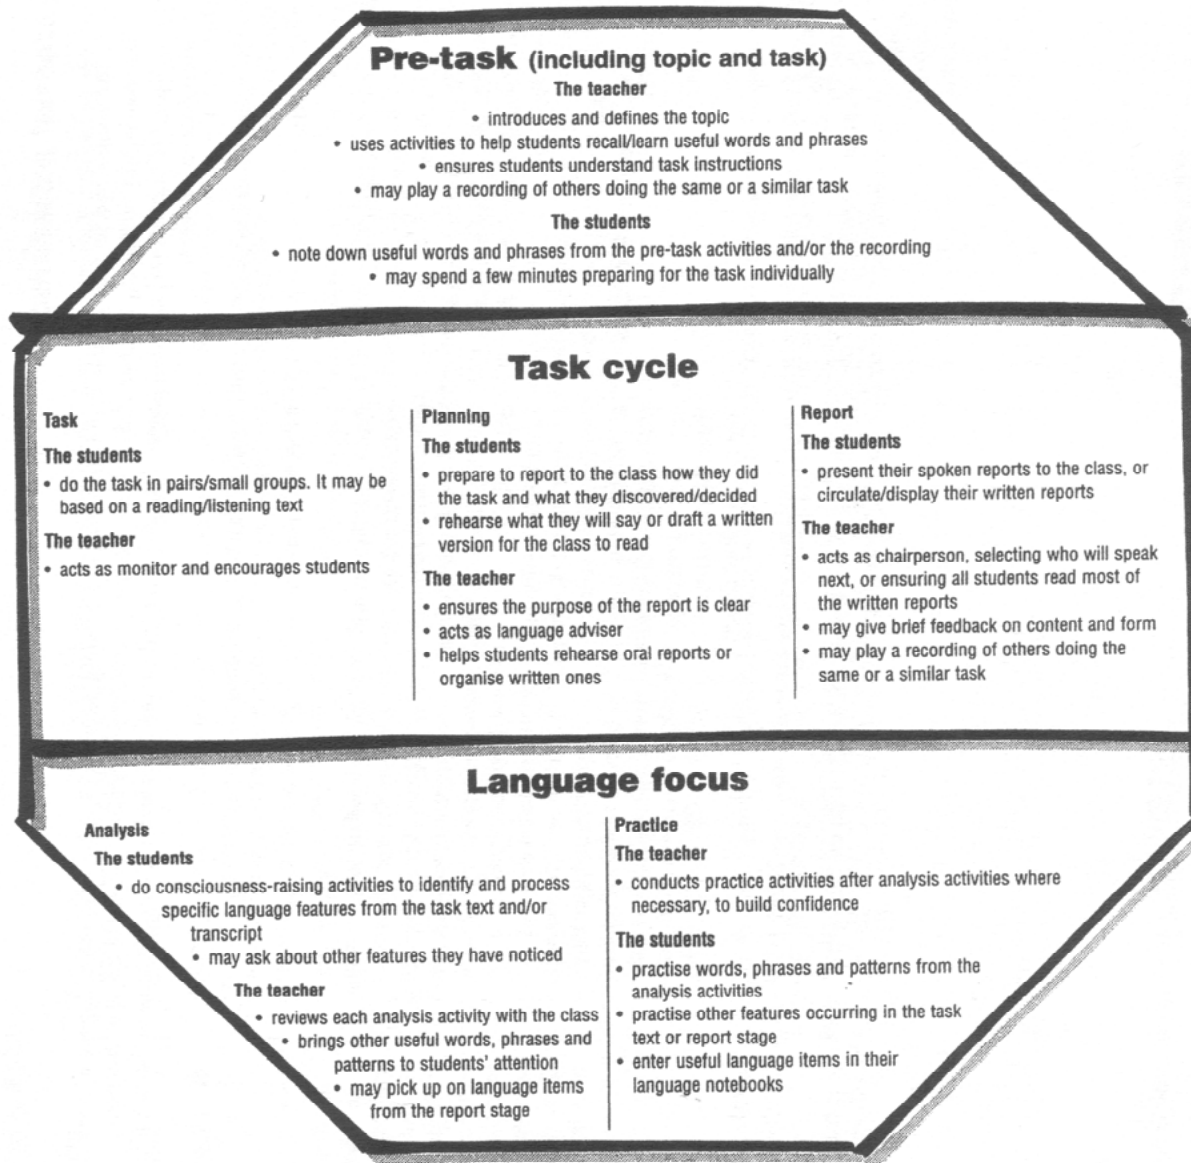 Pre-task (including topic and task)
The teacher
• introduces and defines the topic
• uses activities to help students recall/learn useful words and phrases
• ensures students understand task instructions
• may play a recording of others doing the same or a similar task
The students
• note down useful words and phrases from the pre-task activities and/or the recording
• may spend a few minutes preparing for the task individually
Task cycle
Task
The students
• do the task in pairs/small groups. It may be
based on a reading/listening text
The teacher
• acts as monitor and encourages students
Planning
The students
• prepare to report to the class how they did
the task and what they discovered/decided
• rehearse what they will say or draft a written
version for the class to read
The teacher
• ensures the purpose of the report is clear
• acts as language adviser
• helps students rehearse oral reports or
organise written ones
Report
The students
• present their spoken reports to the class, or
circulate/display their written reports
The teacher
• acts as chairperson, selecting who will speak
next, or ensuring all students read most of
the written reports
• may give brief feedback on content and form
• may play a recording of others doing the
same or a similar task
Language focus
Analysis
The students
• do consciousness-raising activities to identify and process
specific language features from the task text and/or
transcript
• may ask about other features they have noticed
The teacher
• reviews each analysis activity with the class
• brings other useful words, phrases and
patterns to students' attention
• may pick up on language items
from the report stage
Practice
The teacher
• conducts practice activities after analysis activities where
necessary, to build confidence
The students
• practise words, phrases and patterns from the
analysis activities
• practise other features occurring in the task
text or report stage
• enter useful language items in their
language notebooks